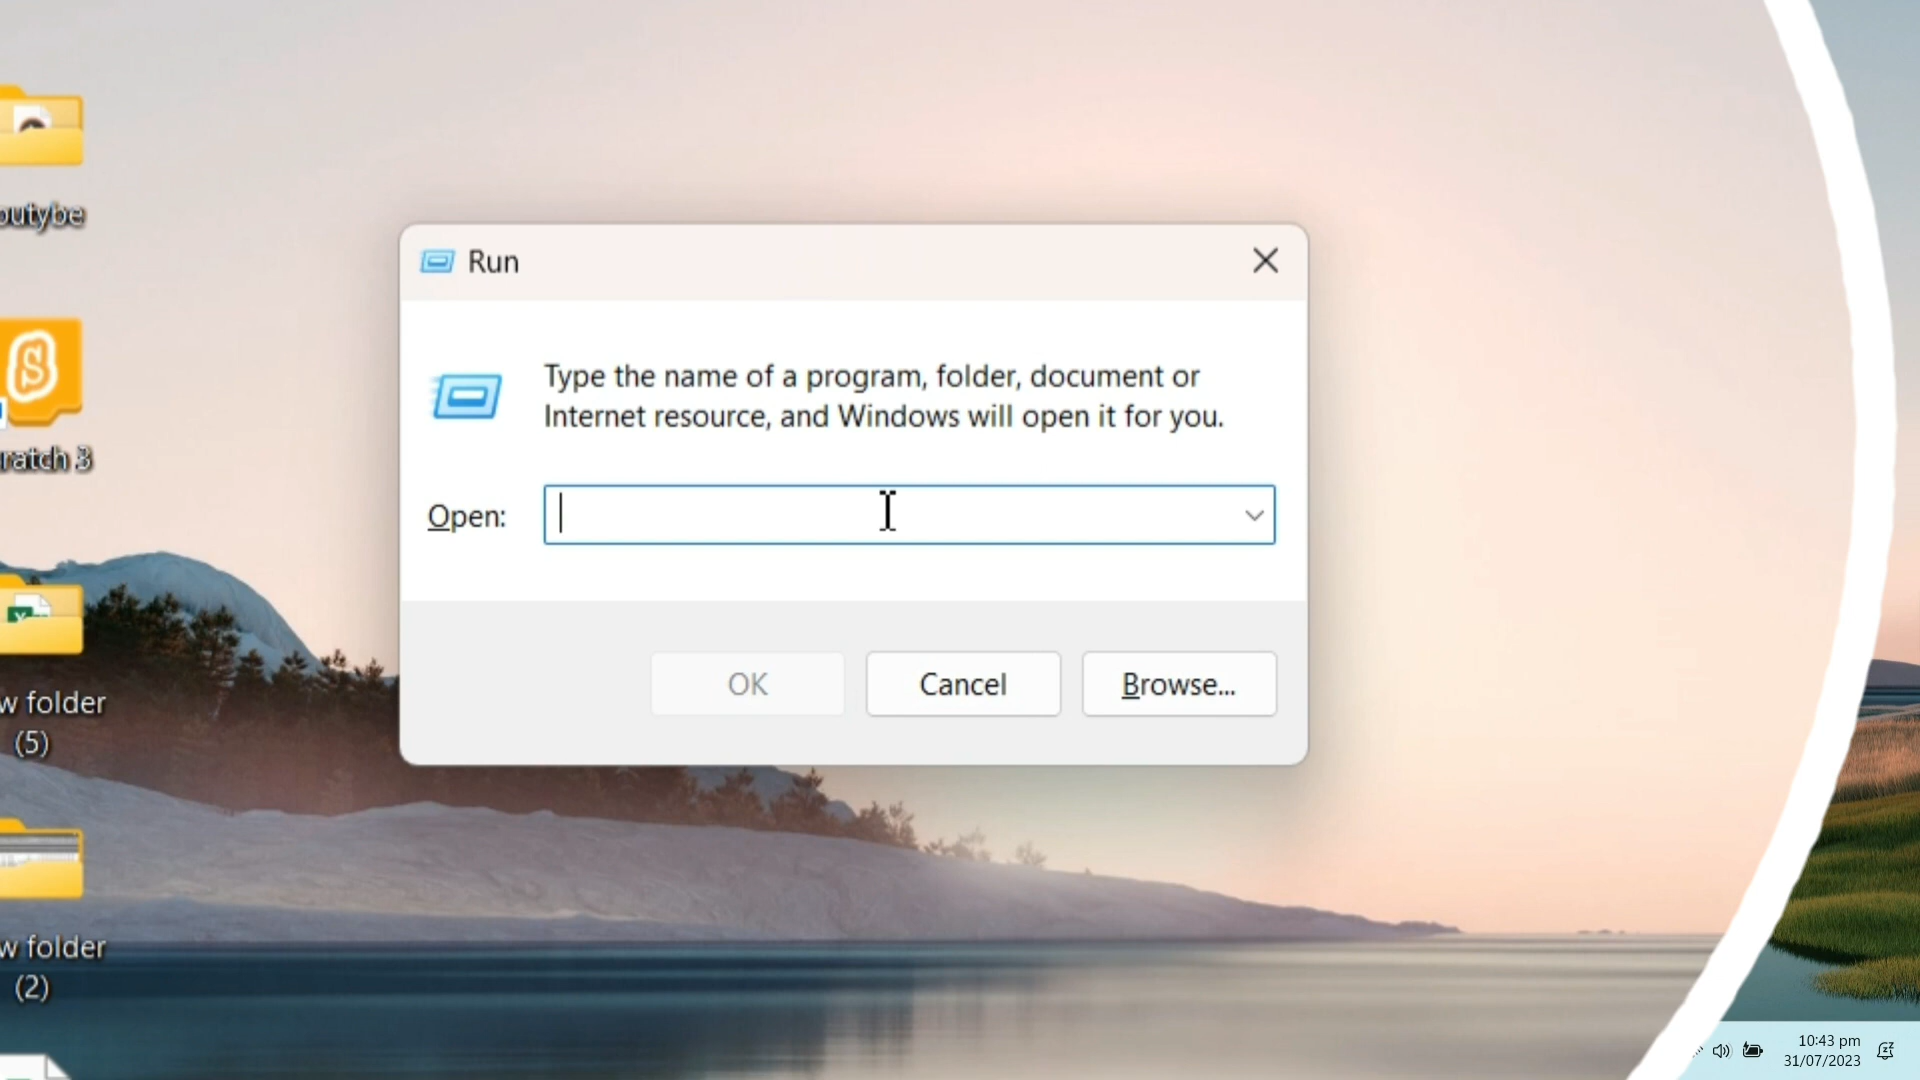 Run
Type the name of a program, folder, document or
Internet resource, and Windows will open it for you.
Open:
OK
Cancel
Browse...
outybe
ratch 3
w folder
(5)
w folder
(2)
10:43 pm
31/07/2023